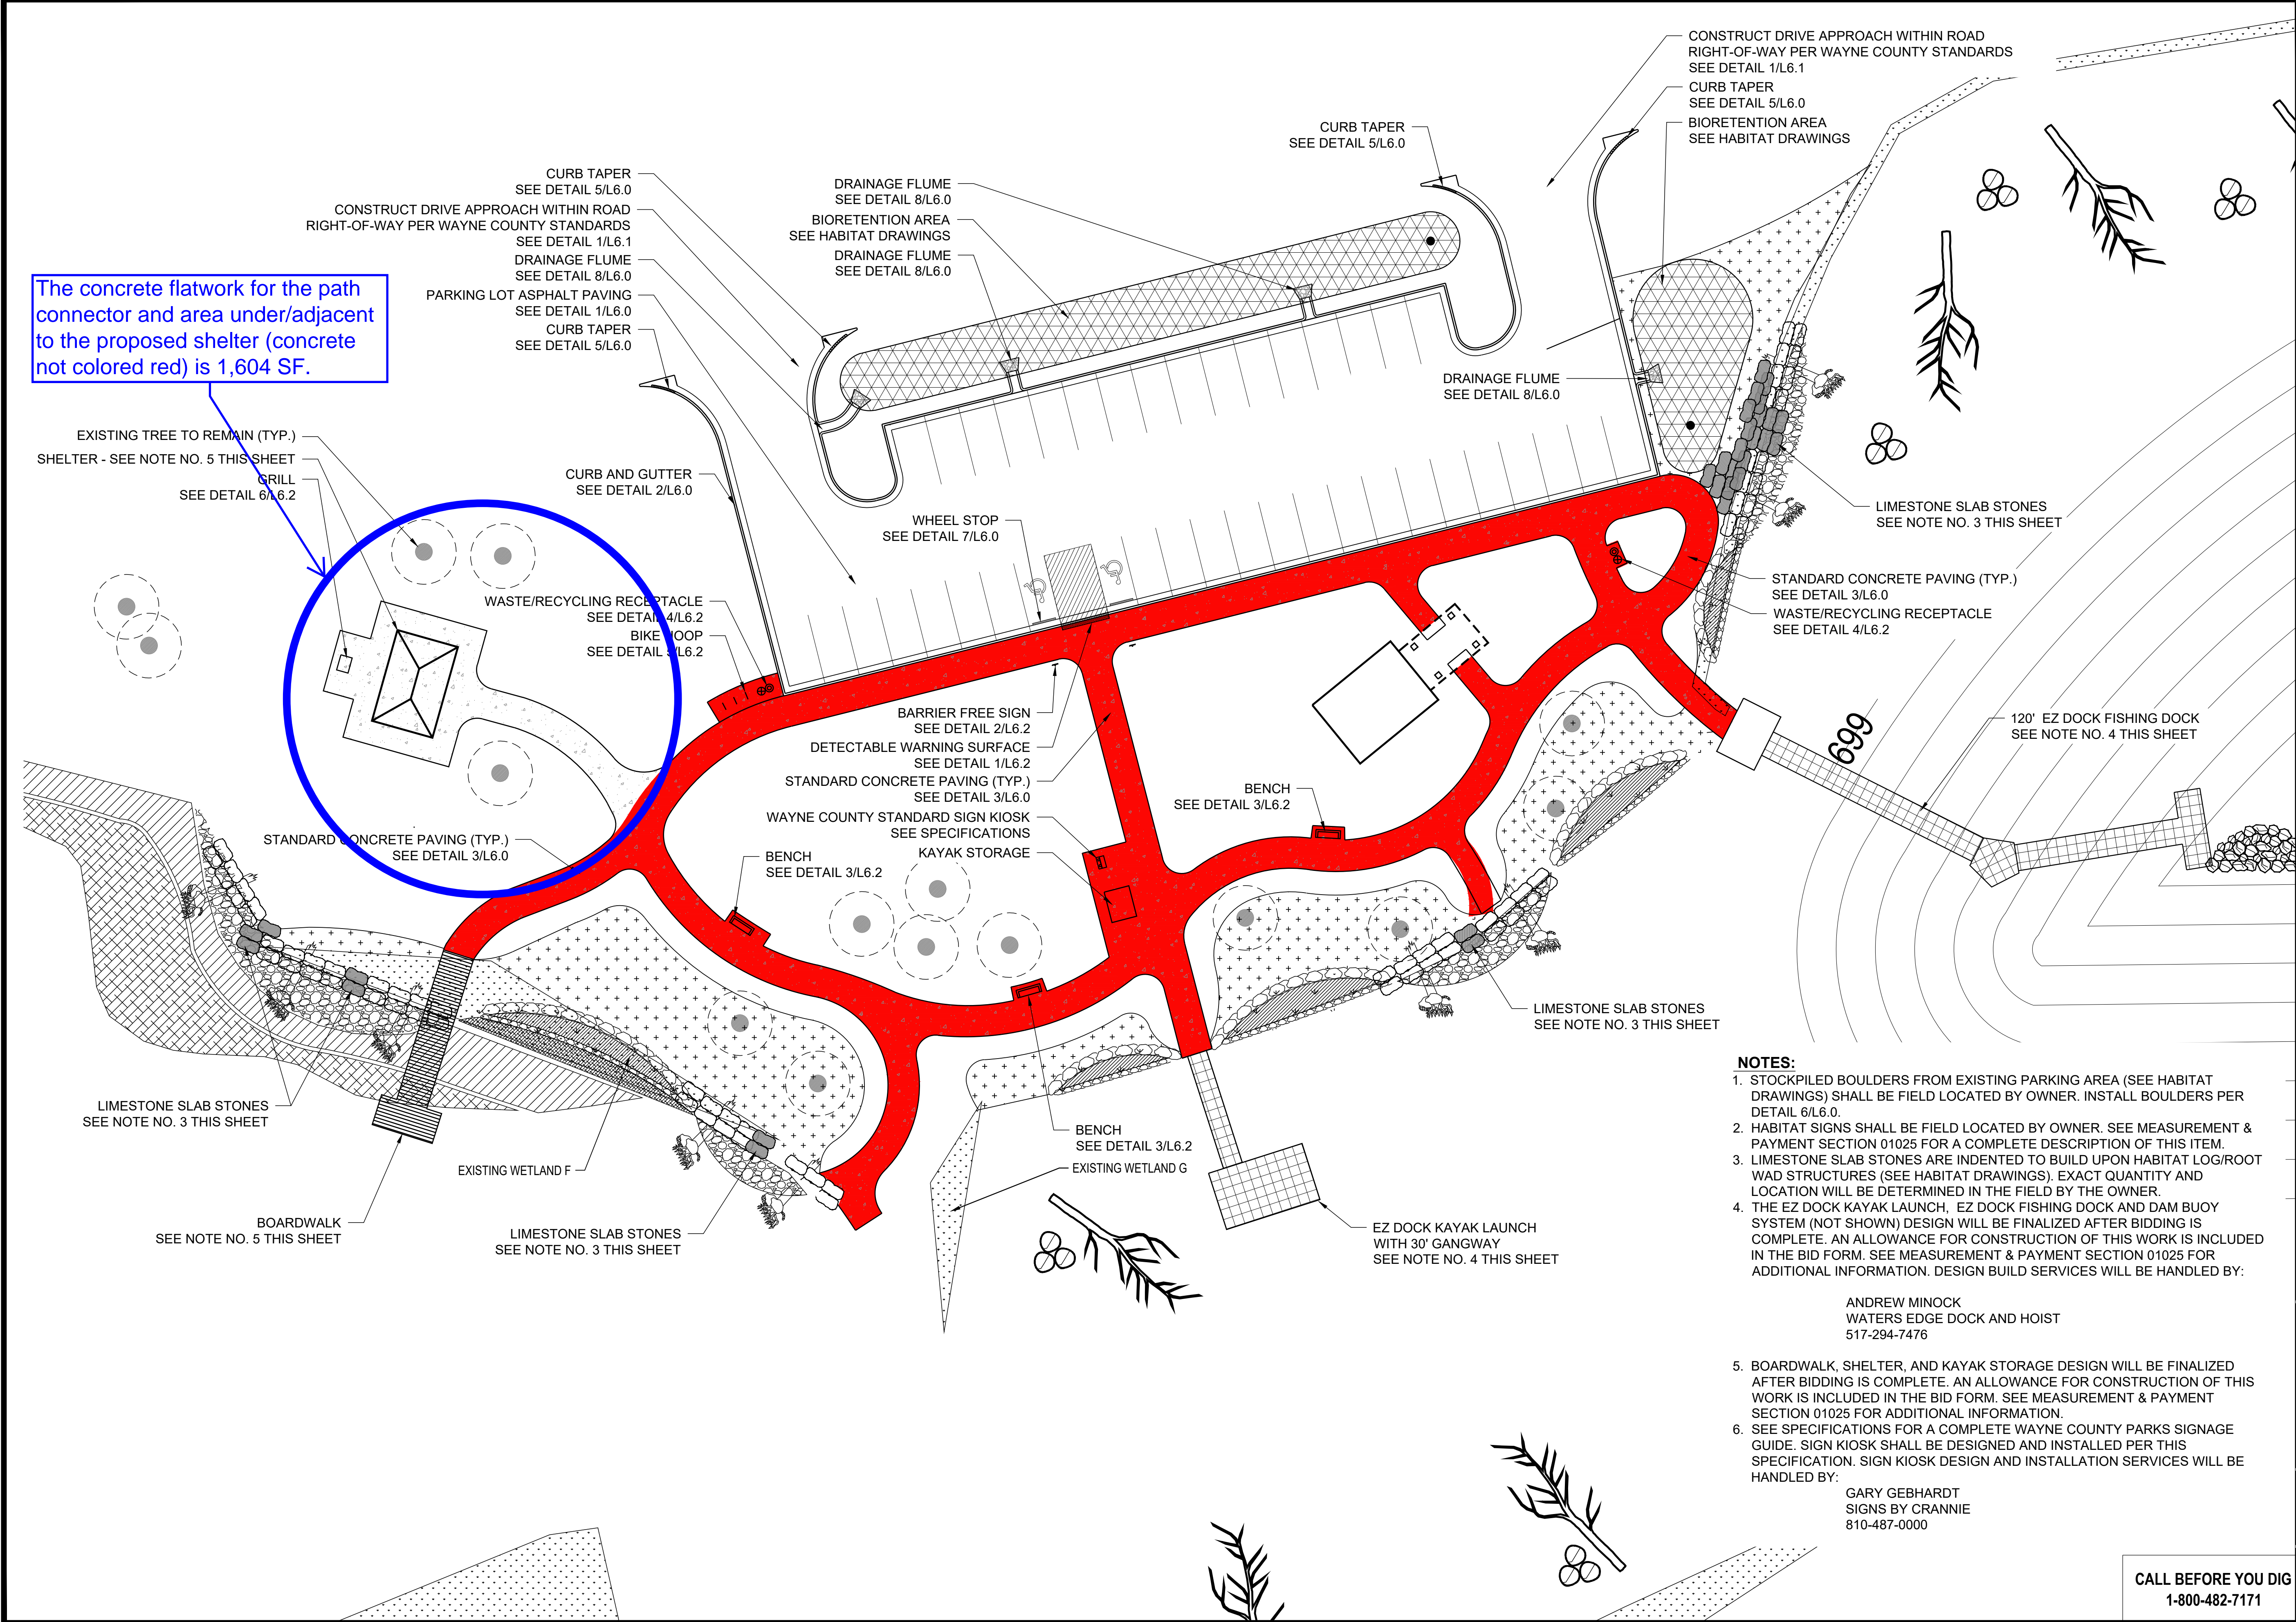 CONSTRUCT DRIVE APPROACH WITHIN ROAD
RIGHT-OF-WAY PER WAYNE COUNTY STANDARDS
SEE DETAIL 1/L6.1
CURB TAPER
SEE DETAIL 5/L6.0
BIORETENTION AREA
SEE HABITAT DRAWINGS
CURB TAPER
SEE DETAIL 5/L6.0
CURB TAPER
SEE DETAIL 5/L6.0
CONSTRUCT DRIVE APPROACH WITHIN ROAD
RIGHT-OF-WAY PER WAYNE COUNTY STANDARDS
SEE DETAIL 1/L6.1
DRAINAGE FLUME
SEE DETAIL 8/L6.0
PARKING LOT ASPHALT PAVING
SEE DETAIL 1/L6.0
CURB TAPER
SEE DETAIL 5/L6.0
DRAINAGE FLUME
SEE DETAIL 8/L6.0
BIORETENTION AREA
SEE HABITAT DRAWINGS
DRAINAGE FLUME
SEE DETAIL 8/L6.0
The concrete flatwork for the path
connector and area under/adjacent
to the proposed shelter (concrete
not colored red) is 1,604 SF.
DRAINAGE FLUME
SEE DETAIL 8/L6.0
EXISTING TREE TO REMAIN (TYP.)
SHELTER - SEE NOTE NO. 5 THIS SHEET
GRILL
SEE DETAIL 6/L6.2
CURB AND GUTTER
SEE DETAIL 2/L6.0
WHEEL STOP
SEE DETAIL 7/L6.0
LIMESTONE SLAB STONES
SEE NOTE NO. 3 THIS SHEET
STANDARD CONCRETE PAVING (TYP.)
SEE DETAIL 3/L6.0
WASTE/RECYCLING RECEPTACLE
SEE DETAIL 4/L6.2
WASTE/RECYCLING RECEPTACLE
SEE DETAIL 4/L6.2
BIKE HOOP
SEE DETAIL 5/L6.2
BARRIER FREE SIGN
SEE DETAIL 2/L6.2
DETECTABLE WARNING SURFACE
SEE DETAIL 1/L6.2
STANDARD CONCRETE PAVING (TYP.)
SEE DETAIL 3/L6.0
WAYNE COUNTY STANDARD SIGN KIOSK
SEE SPECIFICATIONS
KAYAK STORAGE
699
120' EZ DOCK FISHING DOCK
SEE NOTE NO. 4 THIS SHEET
BENCH
SEE DETAIL 3/L6.2
STANDARD CONCRETE PAVING (TYP.)
SEE DETAIL 3/L6.0
BENCH
SEE DETAIL 3/L6.2
LIMESTONE SLAB STONES
SEE NOTE NO. 3 THIS SHEET
LIMESTONE SLAB STONES
SEE NOTE NO. 3 THIS SHEET
EXISTING WETLAND F
BENCH
SEE DETAIL 3/L6.2
EXISTING WETLAND G
BOARDWALK
SEE NOTE NO. 5 THIS SHEET
LIMESTONE SLAB STONES
SEE NOTE NO. 3 THIS SHEET
EZ DOCK KAYAK LAUNCH
WITH 30' GANGWAY
SEE NOTE NO. 4 THIS SHEET
NOTES:
1. STOCKPILED BOULDERS FROM EXISTING PARKING AREA (SEE HABITAT
DRAWINGS) SHALL BE FIELD LOCATED BY OWNER. INSTALL BOULDERS PER
DETAIL 6/L6.0.
2. HABITAT SIGNS SHALL BE FIELD LOCATED BY OWNER. SEE MEASUREMENT &
PAYMENT SECTION 01025 FOR A COMPLETE DESCRIPTION OF THIS ITEM.
3. LIMESTONE SLAB STONES ARE INDENTED TO BUILD UPON HABITAT LOG/ROOT
WAD STRUCTURES (SEE HABITAT DRAWINGS). EXACT QUANTITY AND
LOCATION WILL BE DETERMINED IN THE FIELD BY THE OWNER.
4. THE EZ DOCK KAYAK LAUNCH, EZ DOCK FISHING DOCK AND DAM BUOY
SYSTEM (NOT SHOWN) DESIGN WILL BE FINALIZED AFTER BIDDING IS
COMPLETE. AN ALLOWANCE FOR CONSTRUCTION OF THIS WORK IS INCLUDED
IN THE BID FORM. SEE MEASUREMENT & PAYMENT SECTION 01025 FOR
ADDITIONAL INFORMATION. DESIGN BUILD SERVICES WILL BE HANDLED BY:
ANDREW MINOCK
WATERS EDGE DOCK AND HOIST
517-294-7476
5. BOARDWALK, SHELTER, AND KAYAK STORAGE DESIGN WILL BE FINALIZED
AFTER BIDDING IS COMPLETE. AN ALLOWANCE FOR CONSTRUCTION OF THIS
WORK IS INCLUDED IN THE BID FORM. SEE MEASUREMENT & PAYMENT
SECTION 01025 FOR ADDITIONAL INFORMATION.
6. SEE SPECIFICATIONS FOR A COMPLETE WAYNE COUNTY PARKS SIGNAGE
GUIDE. SIGN KIOSK SHALL BE DESIGNED AND INSTALLED PER THIS
SPECIFICATION. SIGN KIOSK DESIGN AND INSTALLATION SERVICES WILL BE
HANDLED BY:
GARY GEBHARDT
SIGNS BY CRANNIE
810-487-0000
CALL BEFORE YOU DIG
1-800-482-7171